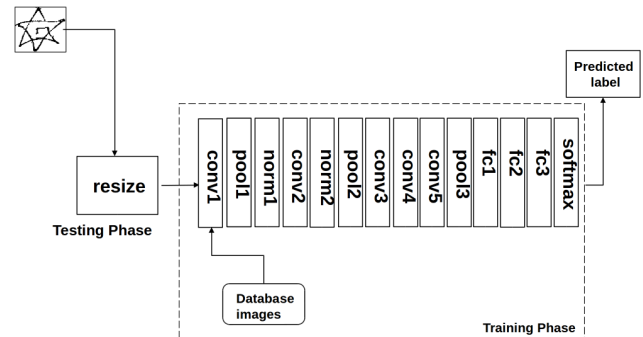 Predicted
label
resize
conv1
pool1
norm1
conv2
norm2
pool2
conv3
conv4
conv5
pool3
fc1
fc2
fc3
softmax
Testing Phase
Database
images
Training Phase